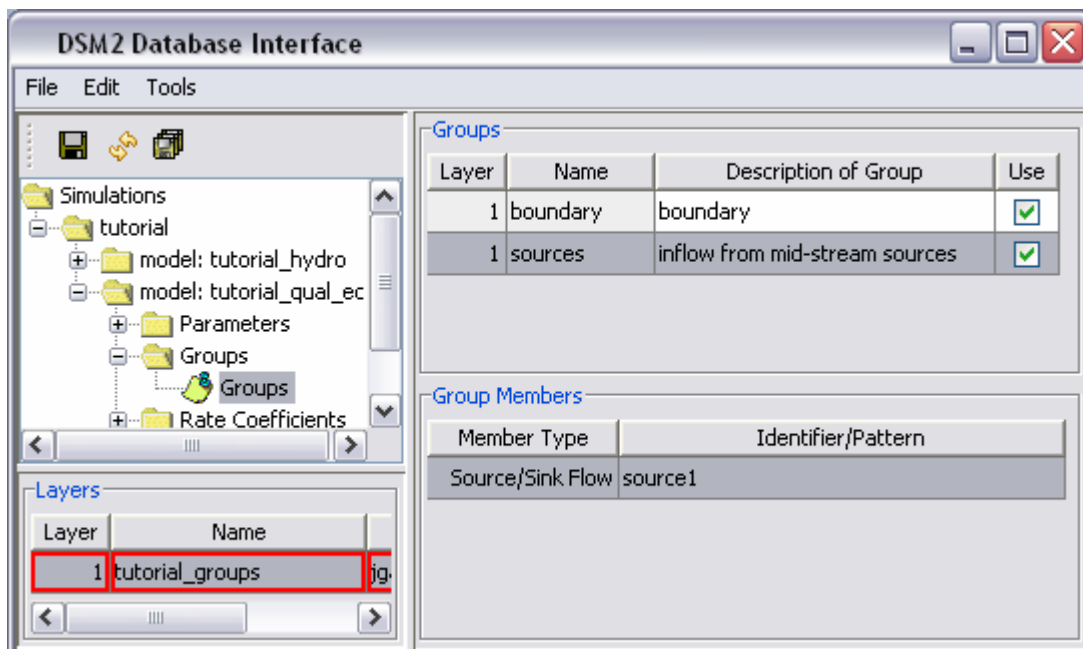 DSM2 Database Interface
File Edit Tools
Simulations
tutorial
model: tutorial_hydro
model: tutorial_qual_ec
Parameters
Groups
Groups
Rate Coefficients
Layers
Layer Name
1 tutorial_groups
Groups
Layer Name Description of Group Use
1 boundary boundary
1 sources inflow from mid-stream sources
Group Members
Member Type Identifier/Pattern
Source/Sink Flow source1